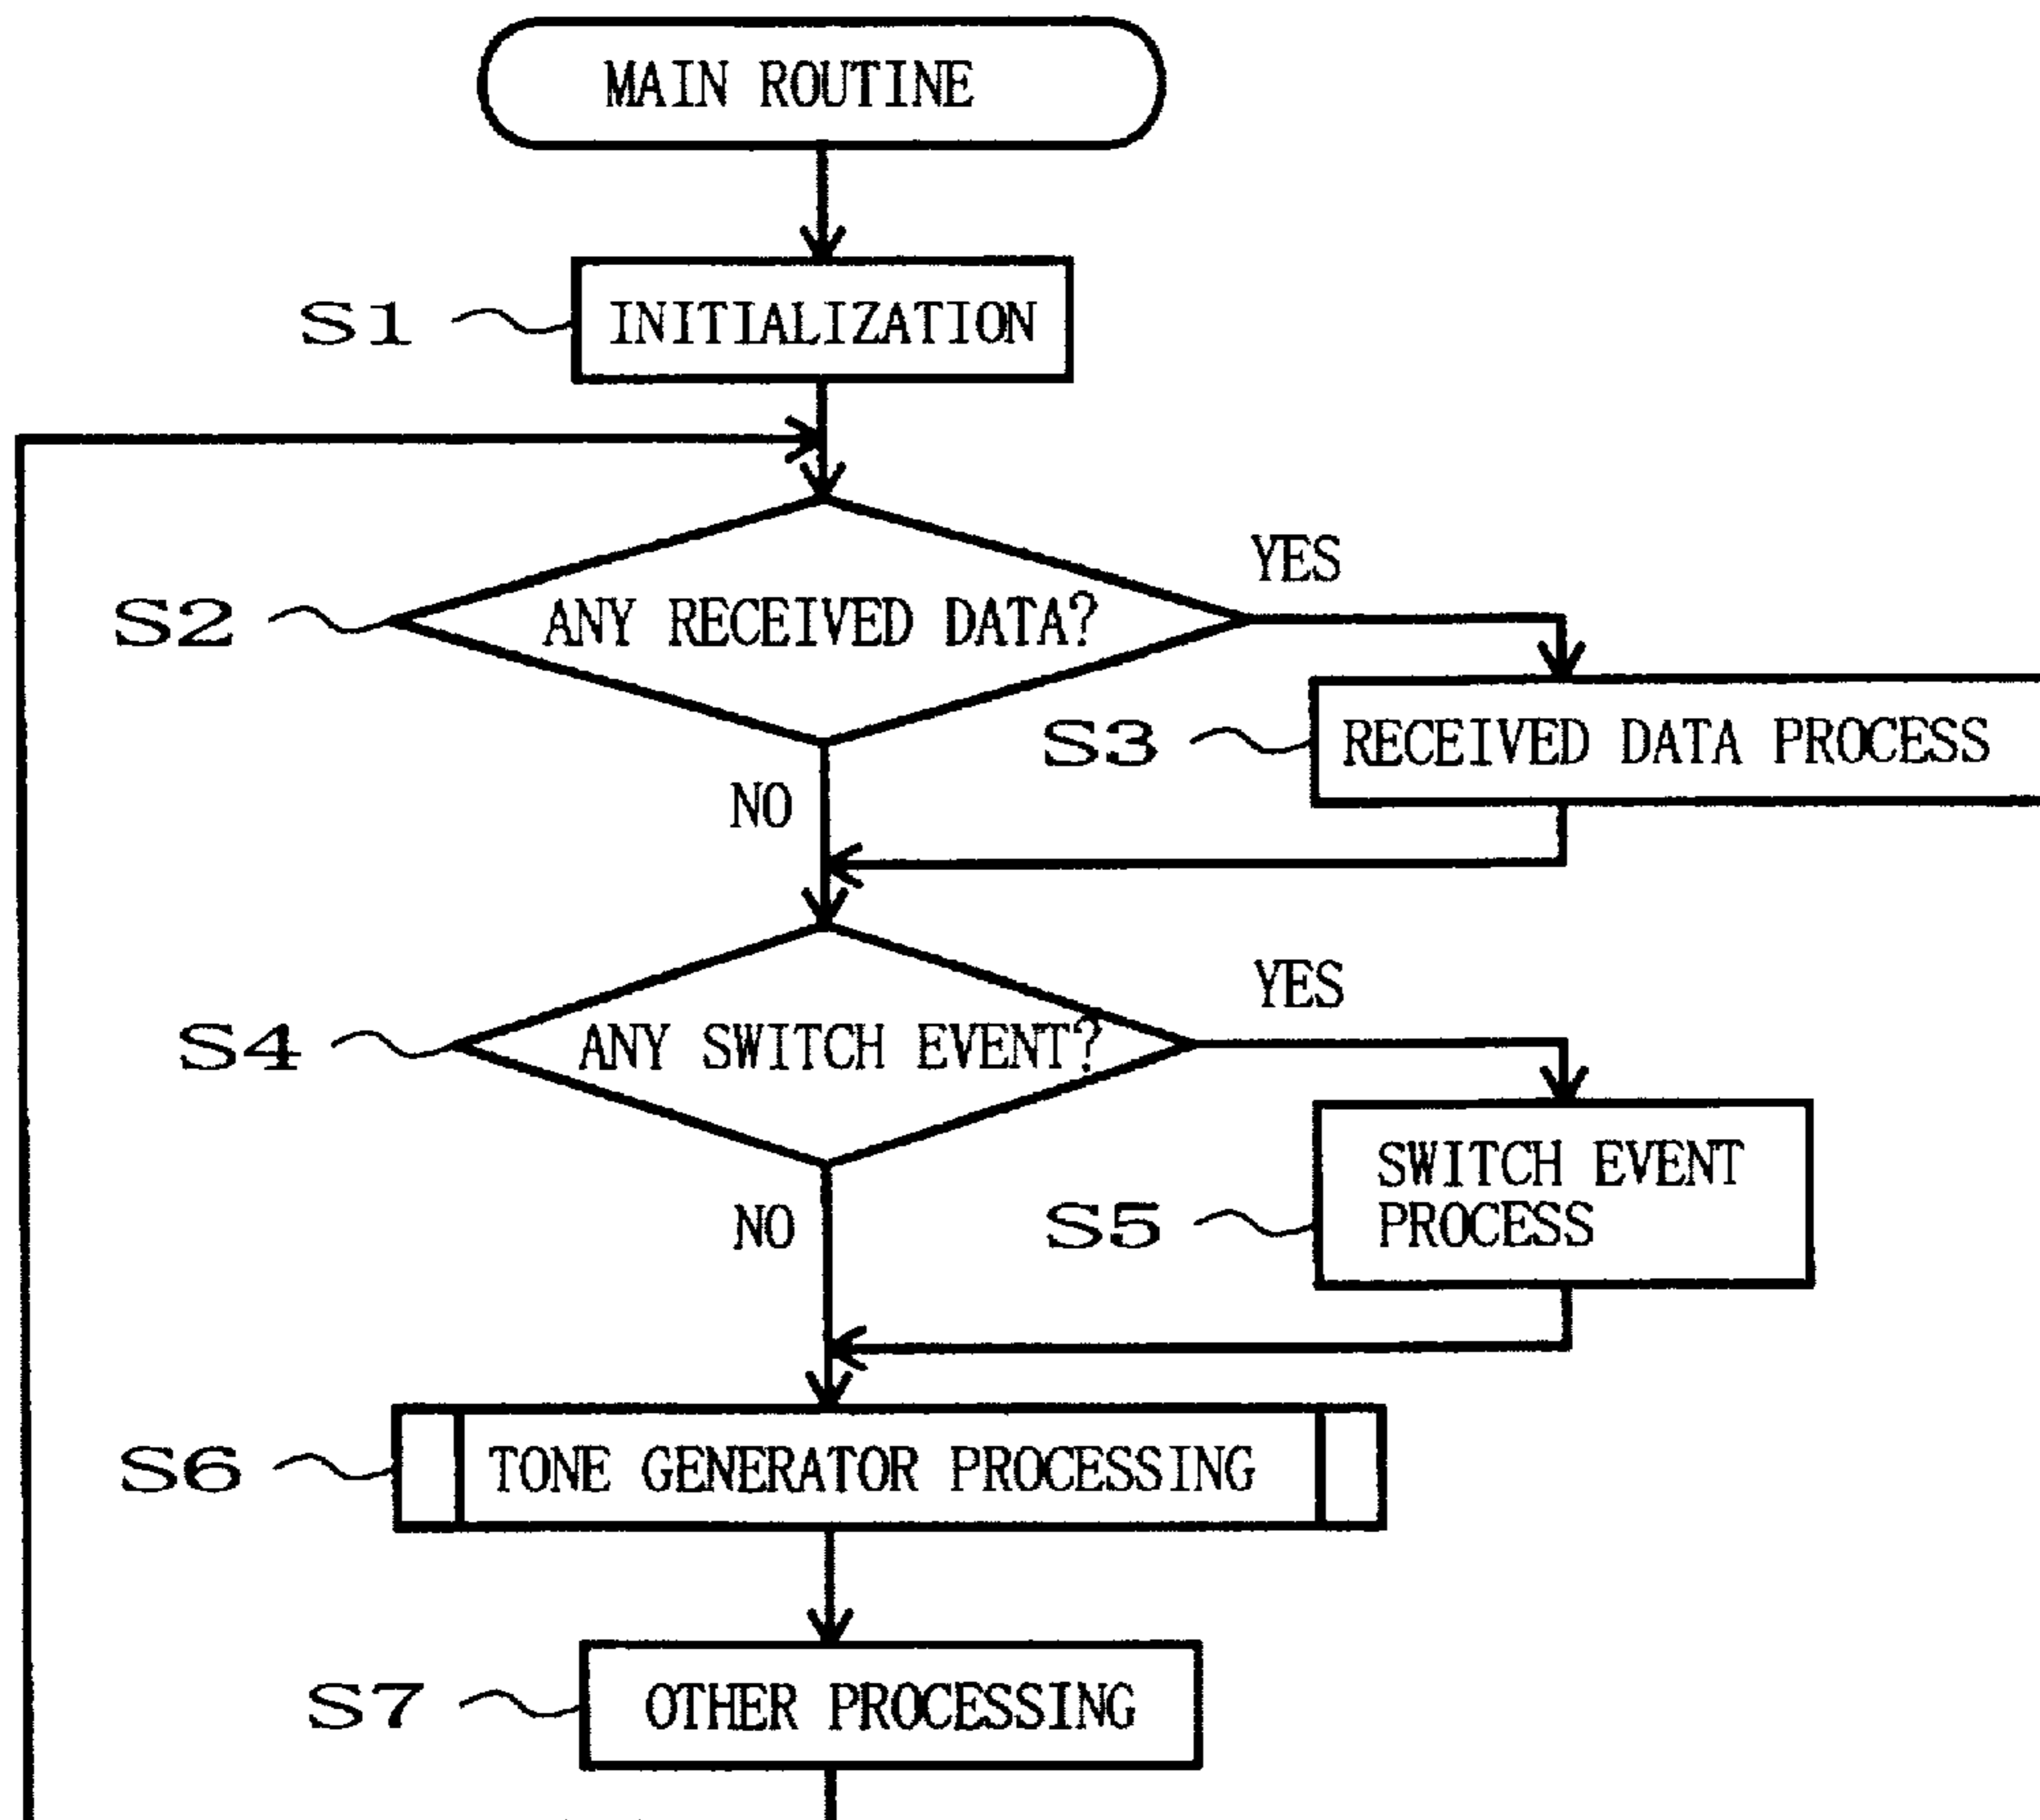 MAIN ROUTINE
S1
INITIALIZATION
S2
ANY RECEIVED DATA?
YES
S3
RECEIVED DATA PROCESS
NO
S4
ANY SWITCH EVENT?
YES
S5
SWITCH EVENT
PROCESS
NO
S6
TONE GENERATOR PROCESSING
S7
OTHER PROCESSING